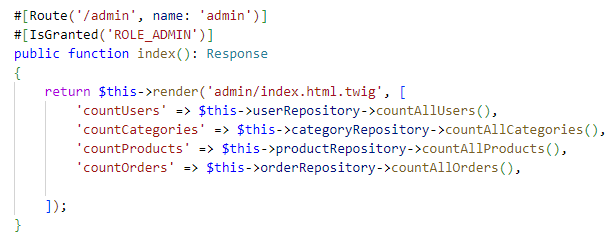 #[Route('/admin', name: 'admin')]
#[IsGranted('ROLE_ADMIN')]
public function index(): Response
{
    return $this->render('admin/index.html.twig', [
        'countUsers' => $this->userRepository->countAllUsers(),
        'countCategories' => $this->categoryRepository->countAllCategories(),
        'countProducts' => $this->productRepository->countAllProducts(),
        'countOrders' => $this->orderRepository->countAllOrders(),
    ]);
}